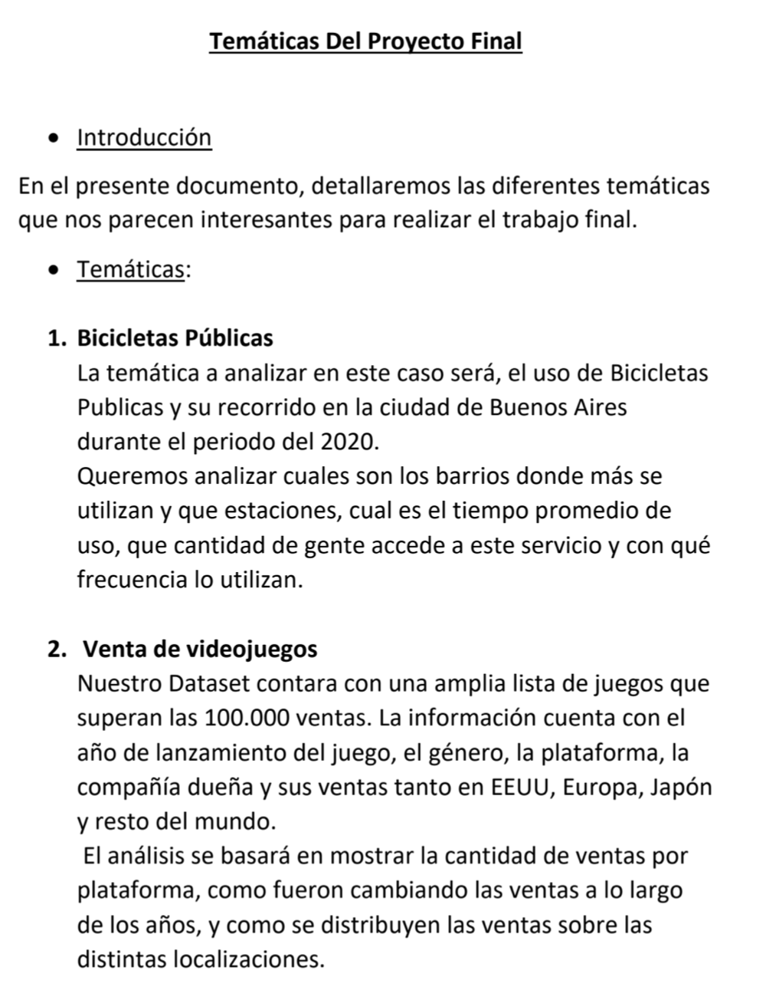 Temáticas Del Proyecto Final
• Introducción
En el presente documento, detallaremos las diferentes temáticas
que nos parecen interesantes para realizar el trabajo final.
• Temáticas:
1. Bicicletas Públicas
La temática a analizar en este caso será, el uso de Bicicletas
Publicas y su recorrido en la ciudad de Buenos Aires
durante el periodo del 2020.
Queremos analizar cuales son los barrios donde más se
utilizan y que estaciones, cual es el tiempo promedio de
uso, que cantidad de gente accede a este servicio y con qué
frecuencia lo utilizan.
2. Venta de videojuegos
Nuestro Dataset contara con una amplia lista de juegos que
superan las 100.000 ventas. La información cuenta con el
año de lanzamiento del juego, el género, la plataforma, la
compañía dueña y sus ventas tanto en EEUU, Europa, Japón
y resto del mundo.
El análisis se basará en mostrar la cantidad de ventas por
plataforma, como fueron cambiando las ventas a lo largo
de los años, y como se distribuyen las ventas sobre las
distintas localizaciones.